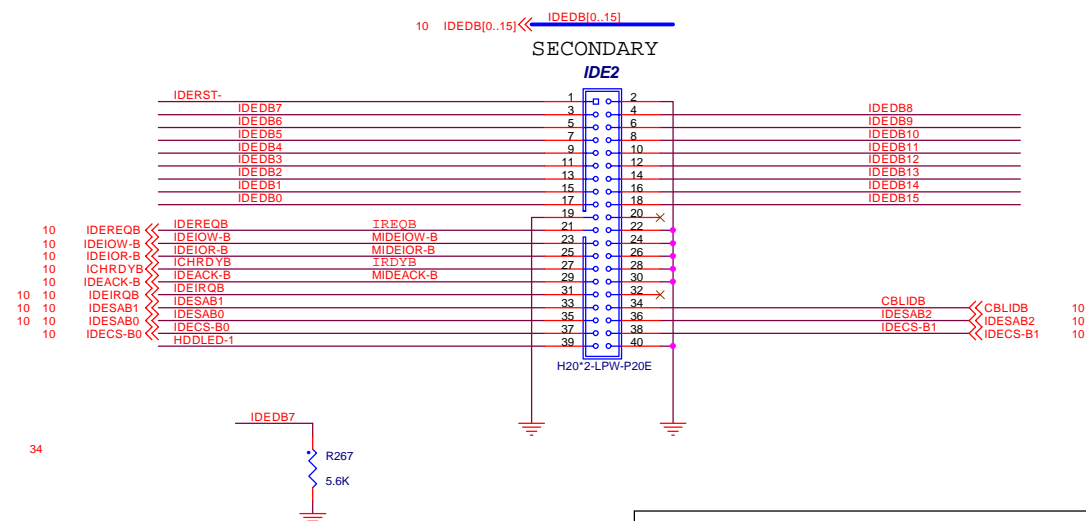 10 IDEDB[0..15] IDEDB[0..15]
SECONDARY
IDE2
IDERST- 1 2
IDEDB7 3 4 IDEDB8
IDEDB6 5 6 IDEDB9
IDEDB5 7 8 IDEDB10
IDEDB4 9 10 IDEDB11
IDEDB3 11 12 IDEDB12
IDEDB2 13 14 IDEDB13
IDEDB1 15 16 IDEDB14
IDEDB0 17 18 IDEDB15
19 20
10 IDEREQB IDEREQB IREQB 21 22
10 IDEIOW-B IDEIOW-B MIDEIOW-B 23 24
10 IDEIOR-B IDEIOR-B MIDEIOR-B 25 26
10 ICHRDYB ICHRDYB IRDYB 27 28
10 IDEACK-B IDEACK-B MIDEACK-B 29 30
10 10 IDEIRQB IDEIRQB 31 32
10 10 IDESAB1 IDESAB1 33 34 CBLIDB CBLIDB 10
10 10 IDESAB0 IDESAB0 35 36 IDESAB2 IDESAB2 10
10 IDECS-B0 IDECS-B0 37 38 IDECS-B1 IDECS-B1 10
HDDLED-1 39 40
H20*2-LPW-P20E
IDEDB7
34
R267
5.6K